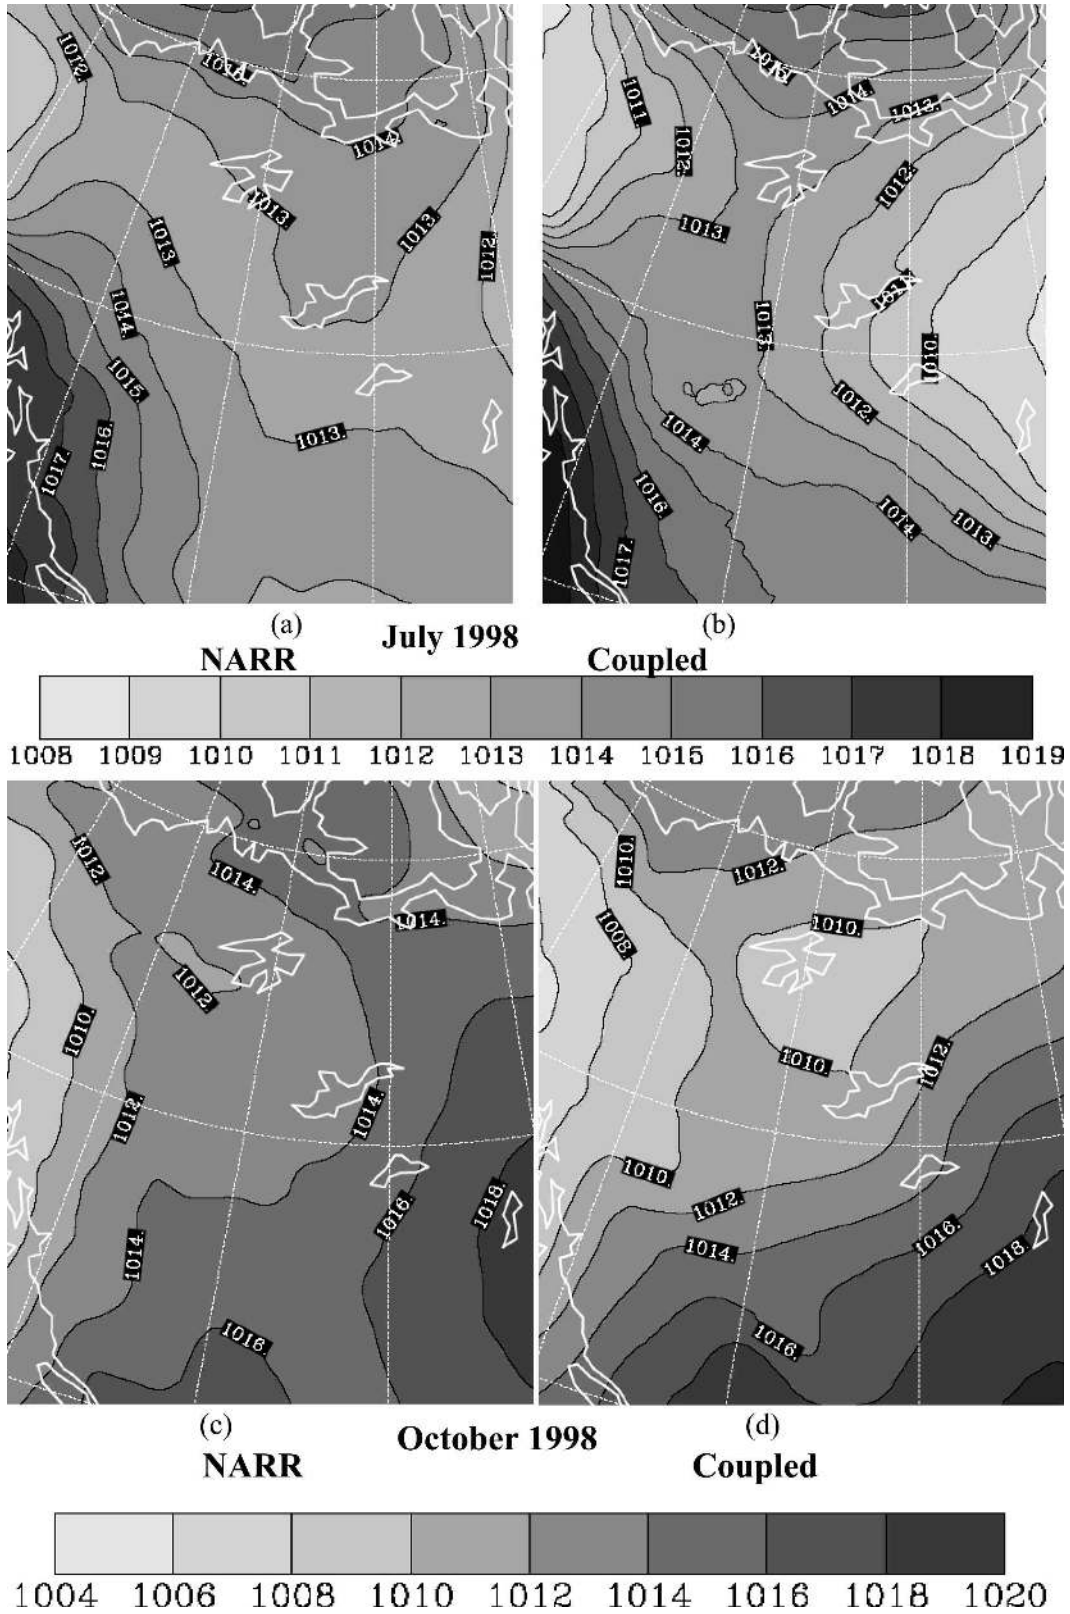 1012. 1016. 1014. 1013. 1013. 1013. 1012. 1014. 1015. 1016. 1017. 1013.
1015. 1014. 1013. 1011. 1012. 1012. 1013. 1011. 1013. 1010. 1012. 1014. 1016. 1014. 1013. 1017.
(a) (b)
July 1998
NARR Coupled
1008 1009 1010 1011 1012 1013 1014 1015 1016 1017 1018 1019
1012. 1014. 1014. 1012. 1010. 1012. 1014. 1014. 1016. 1018. 1016.
1010. 1012. 1008. 1010. 1010. 1012. 1010. 1012. 1014. 1016. 1018. 1016.
(c) (d)
October 1998
NARR Coupled
1004 1006 1008 1010 1012 1014 1016 1018 1020